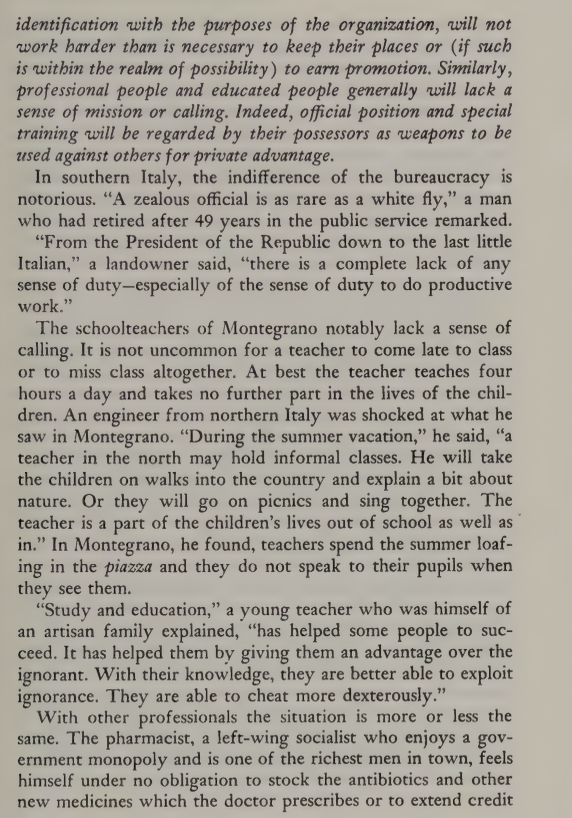 identification with the purposes of the organization, will not
work harder than is necessary to keep their places or (if such
is within the realm of possibility) to earn promotion. Similarly,
professional people and educated people generally will lack a
sense of mission or calling. Indeed, official position and special
training will be regarded by their possessors as weapons to be
used against others for private advantage.
In southern Italy, the indifference of the bureaucracy is
notorious. “A zealous official is as rare as a white fly,” a man
who had retired after 49 years in the public service remarked.
“From the President of the Republic down to the last little
Italian,” a landowner said, “there is a complete lack of any
sense of duty—especially of the sense of duty to do productive
work.”
The schoolteachers of Montegrano notably lack a sense of
calling. It is not uncommon for a teacher to come late to class
or to miss class altogether. At best the teacher teaches four
hours a day and takes no further part in the lives of the chil-
dren. An engineer from northern Italy was shocked at what he
saw in Montegrano. “During the summer vacation,” he said, “a
teacher in the north may hold informal classes. He will take
the children on walks into the country and explain a bit about
nature. Or they will go on picnics and sing together. The
teacher is a part of the children’s lives out of school as well as
in.” In Montegrano, he found, teachers spend the summer loaf-
ing in the piazza and they do not speak to their pupils when
they see them.
“Study and education,” a young teacher who was himself of
an artisan family explained, “has helped some people to suc-
ceed. It has helped them by giving them an advantage over the
ignorant. With their knowledge, they are better able to exploit
ignorance. They are able to cheat more dexterously.”
With other professionals the situation is more or less the
same. The pharmacist, a left-wing socialist who enjoys a gov-
ernment monopoly and is one of the richest men in town, feels
himself under no obligation to stock the antibiotics and other
new medicines which the doctor prescribes or to extend credit